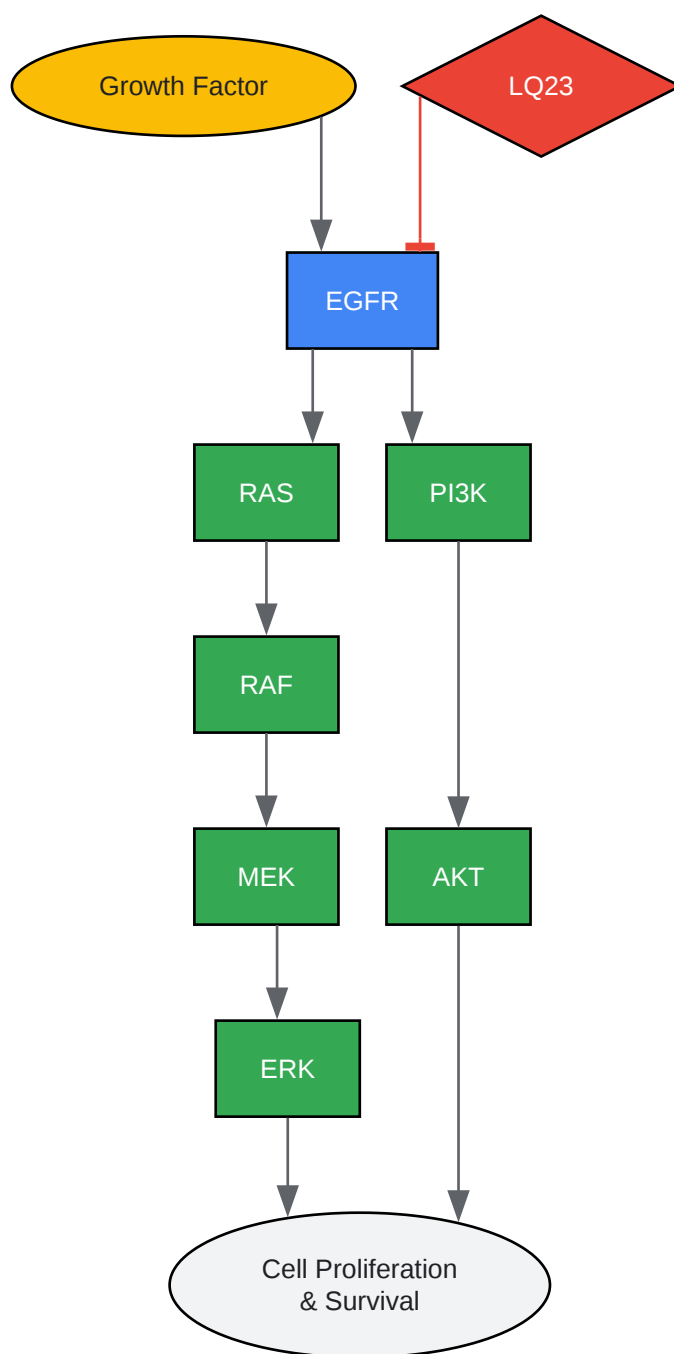 Growth Factor
LQ23
EGFR
RAS
PI3K
RAF
MEK
AKT
ERK
Cell Proliferation
& Survival